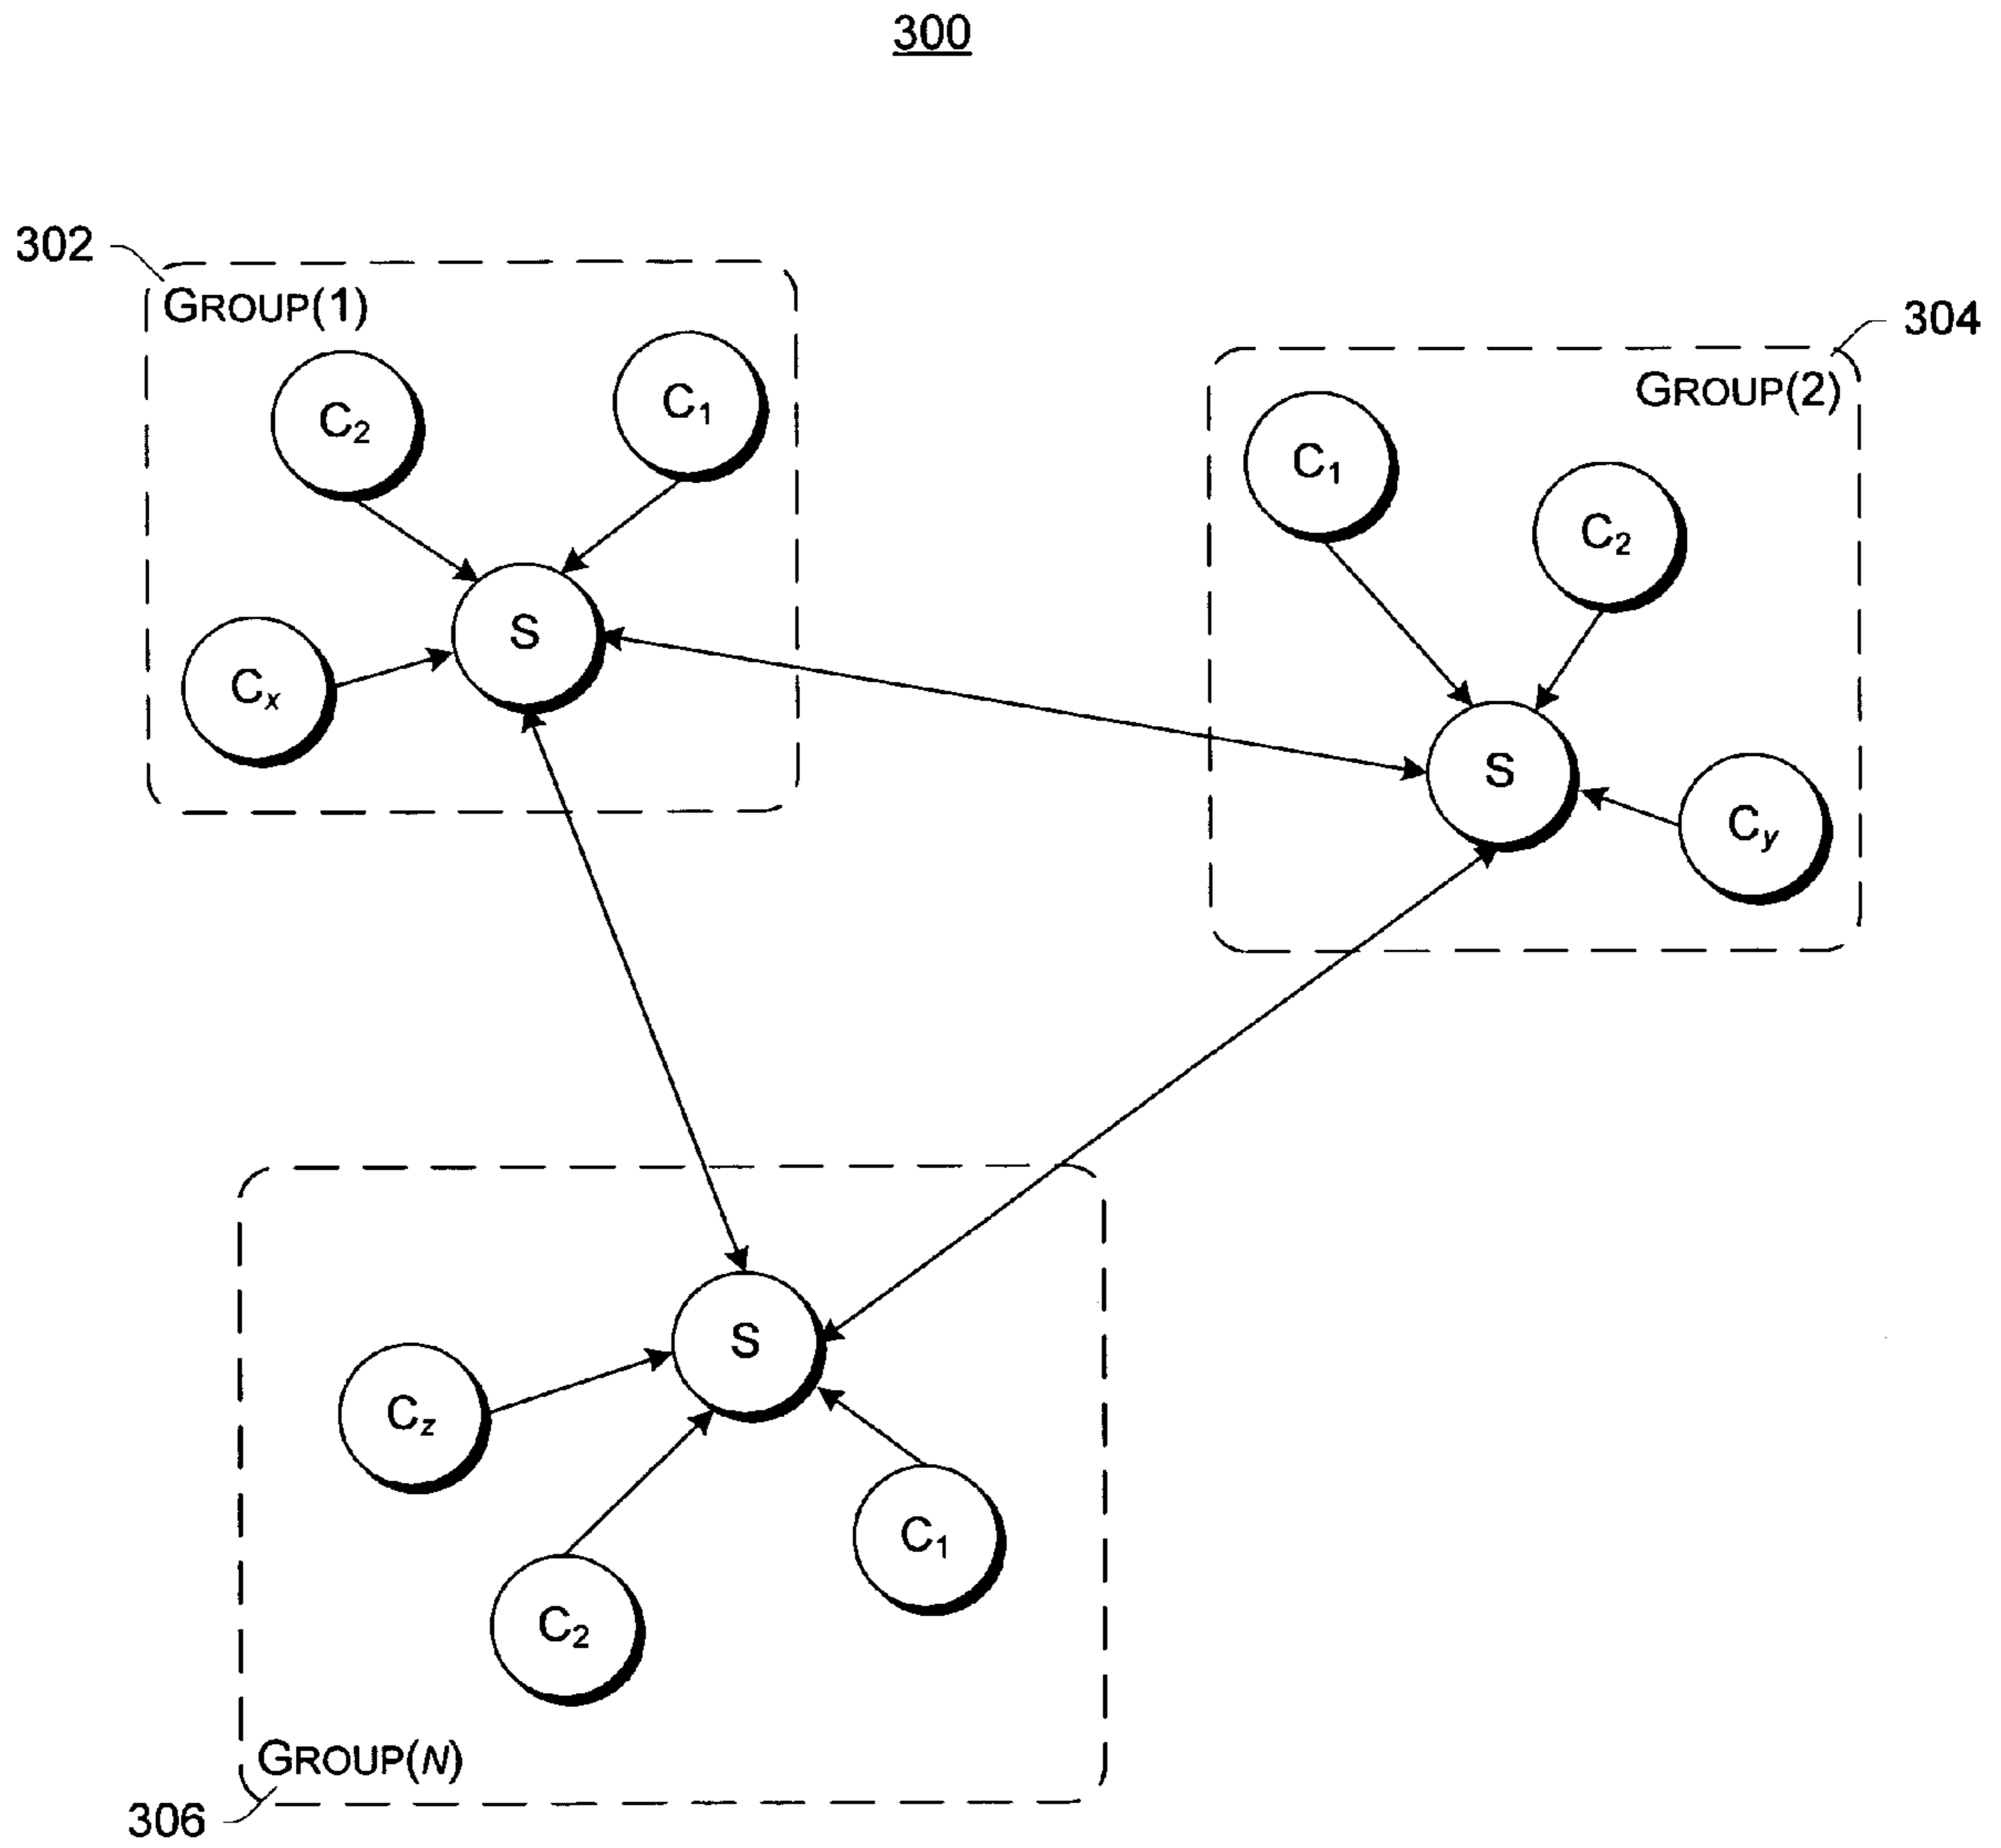 300
302
GROUP(1)
304
GROUP(2)
C2
C1
C1
C2
S
Cx
S
Cy
S
Cz
C1
C2
GROUP(N)
306